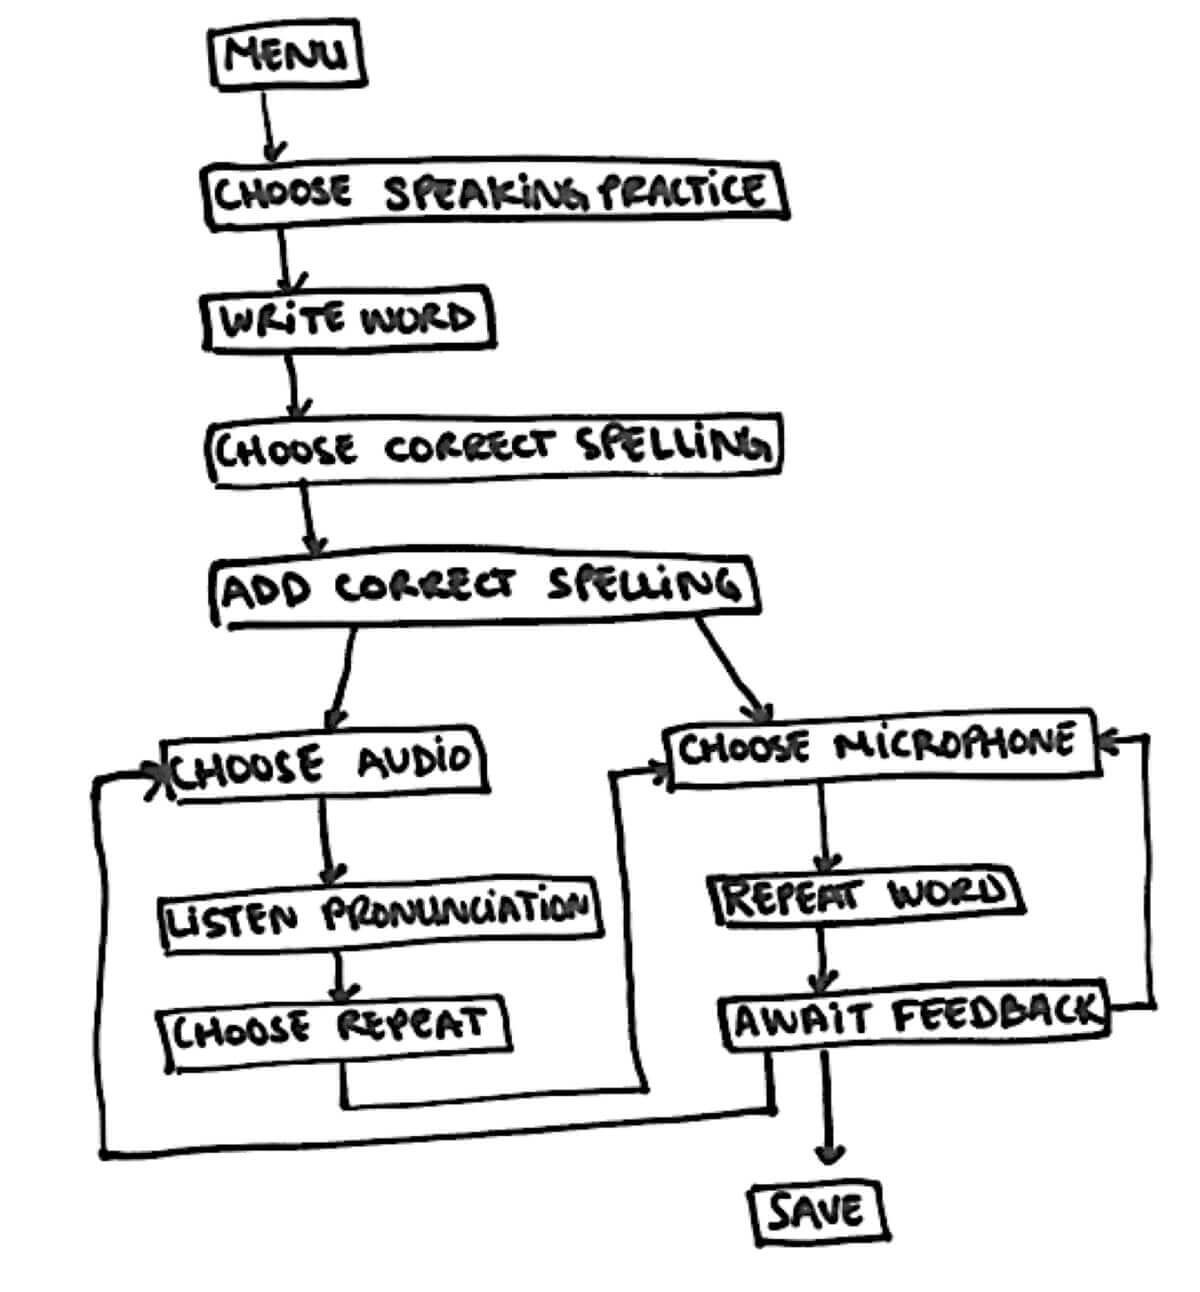 MENU
CHOOSE SPEAKING PRACTICE
WRITE WORD
CHOOSE CORRECT SPELLING
ADD CORRECT SPELLING
CHOOSE AUDIO
CHOOSE MICROPHONE
LISTEN PRONUNCIATION
REPEAT WORD
CHOOSE REPEAT
AWAIT FEEDBACK
SAVE